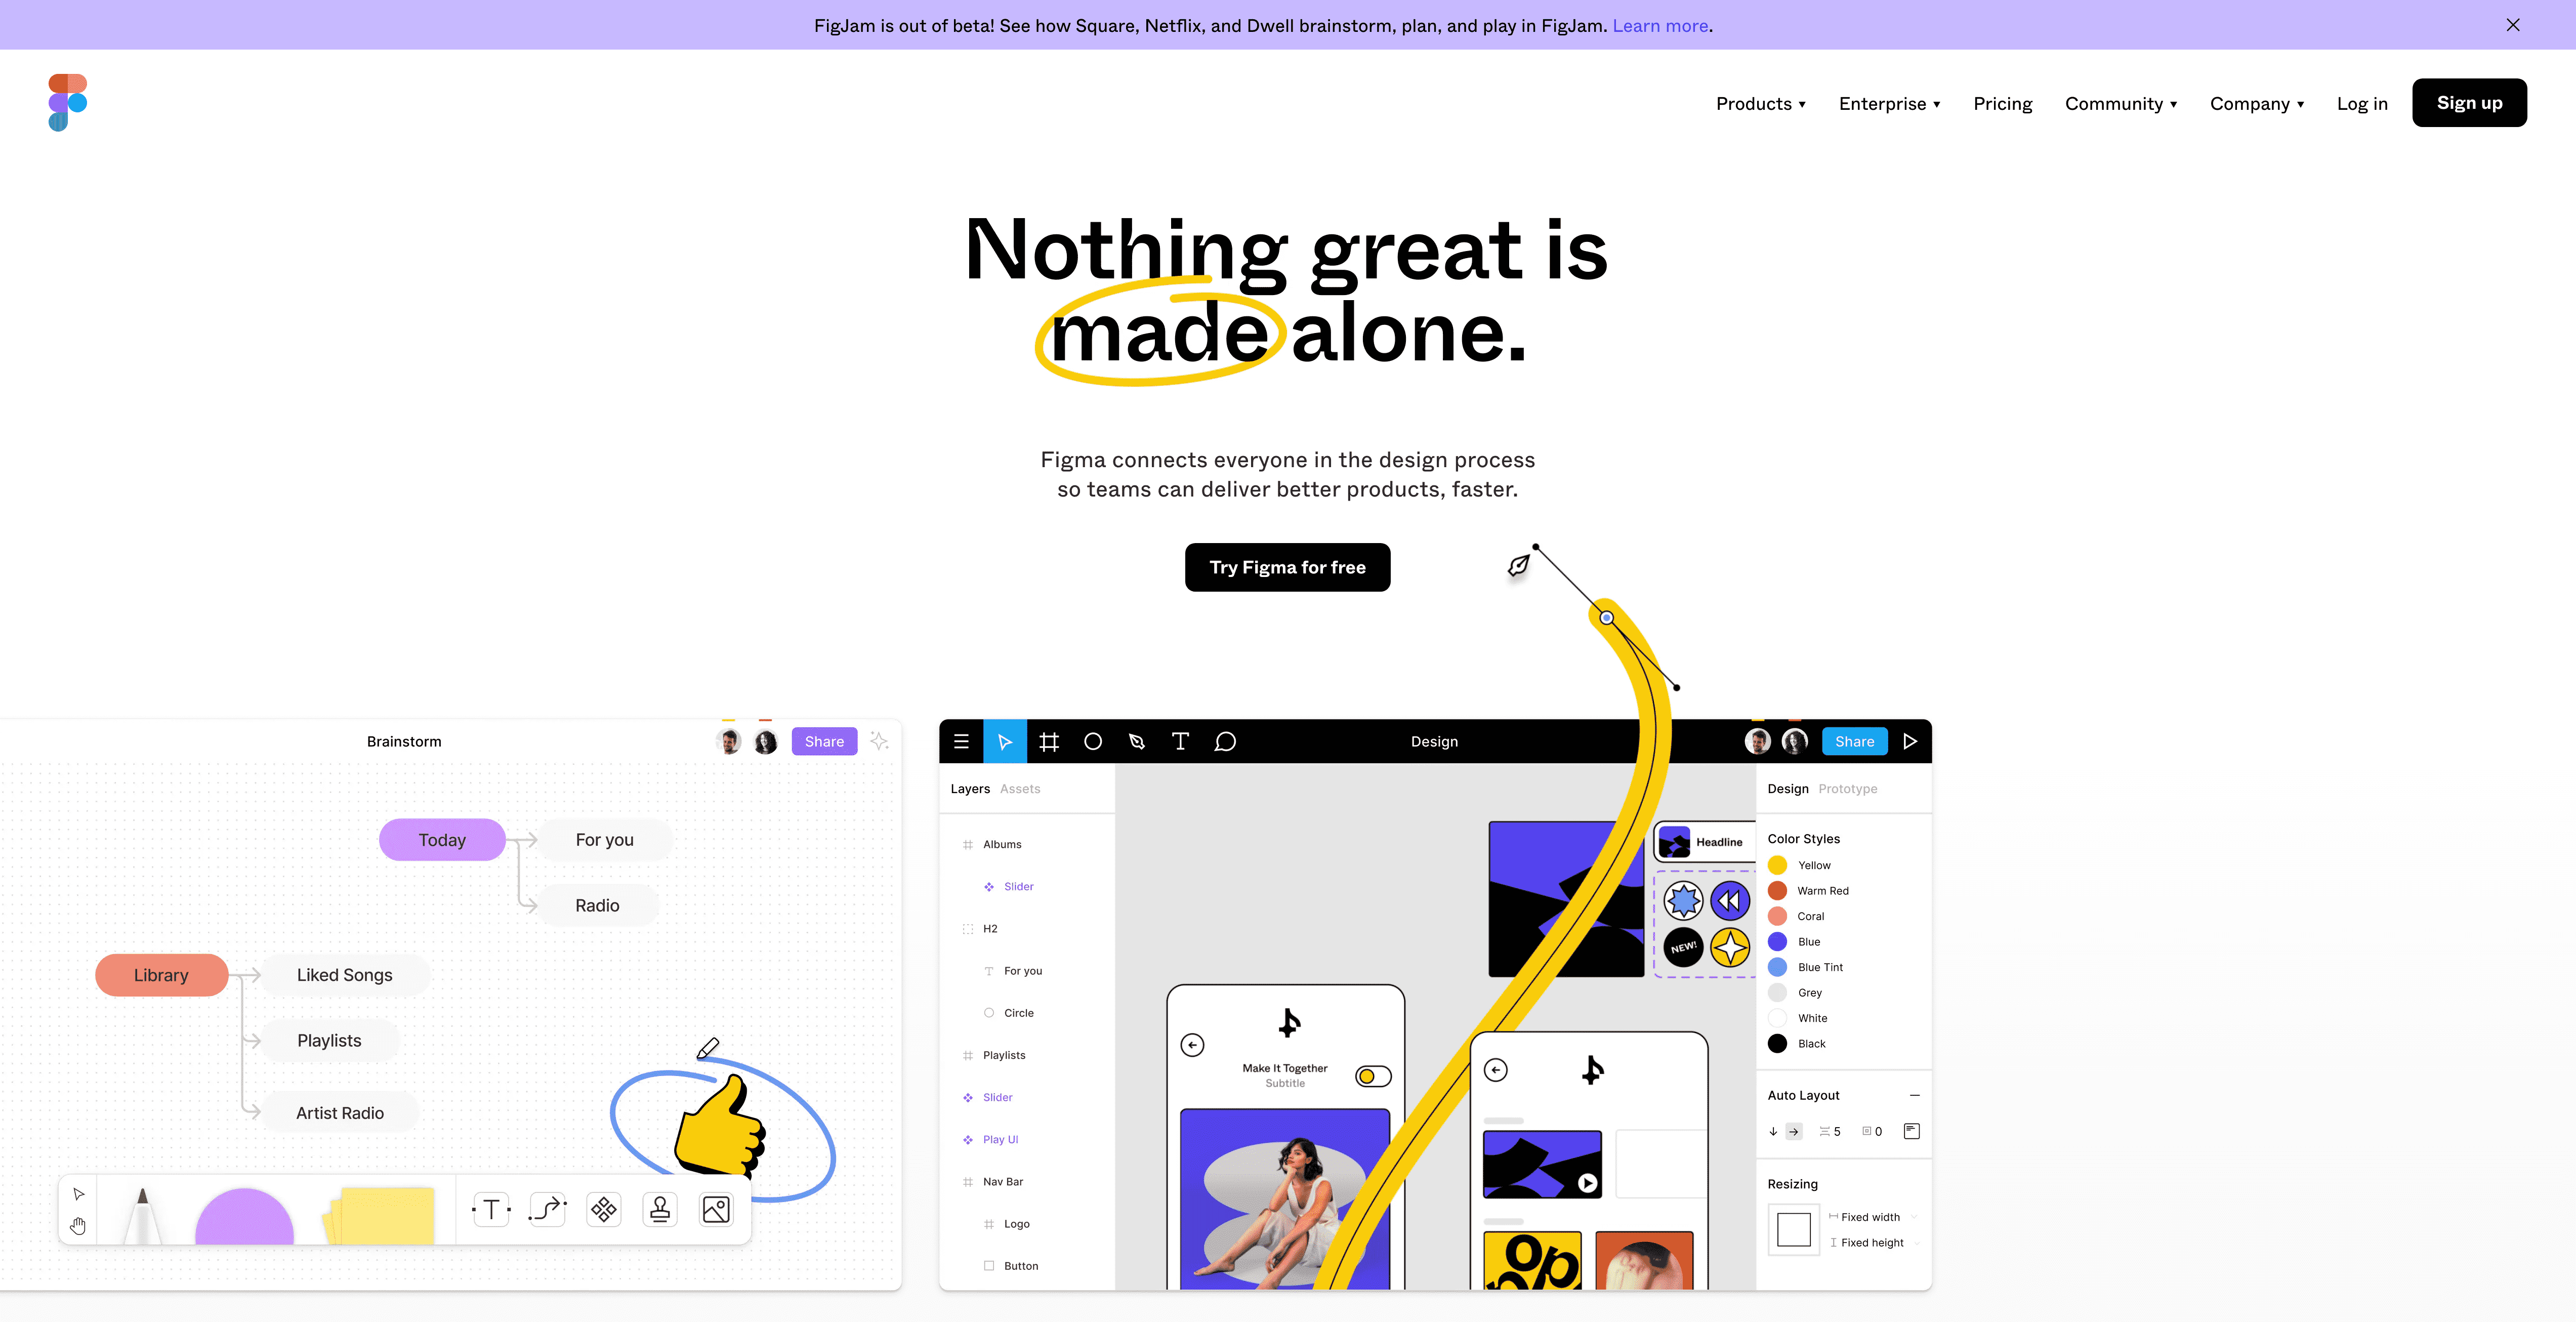 FigJam is out of beta! See how Square, Netflix, and Dwell brainstorm, plan, and play in FigJam. Learn more.
Products ▾ Enterprise ▾ Pricing Community ▾ Company ▾ Log in Sign up
Nothing great is
made alone.
Figma connects everyone in the design process
so teams can deliver better products, faster.
Try Figma for free
Brainstorm
Share
Today
For you
Radio
Library
Liked Songs
Playlists
Artist Radio
T
T
Design
Share
Layers Assets
Albums
Slider
H2
T For you
Circle
Playlists
Slider
Play UI
Nav Bar
Logo
Button
Headline
NEW!
Make It Together
Subtitle
Op
Design Prototype
Color Styles
Yellow
Warm Red
Coral
Blue
Blue Tint
Grey
White
Black
Auto Layout
5 0
Resizing
Fixed width
Fixed height